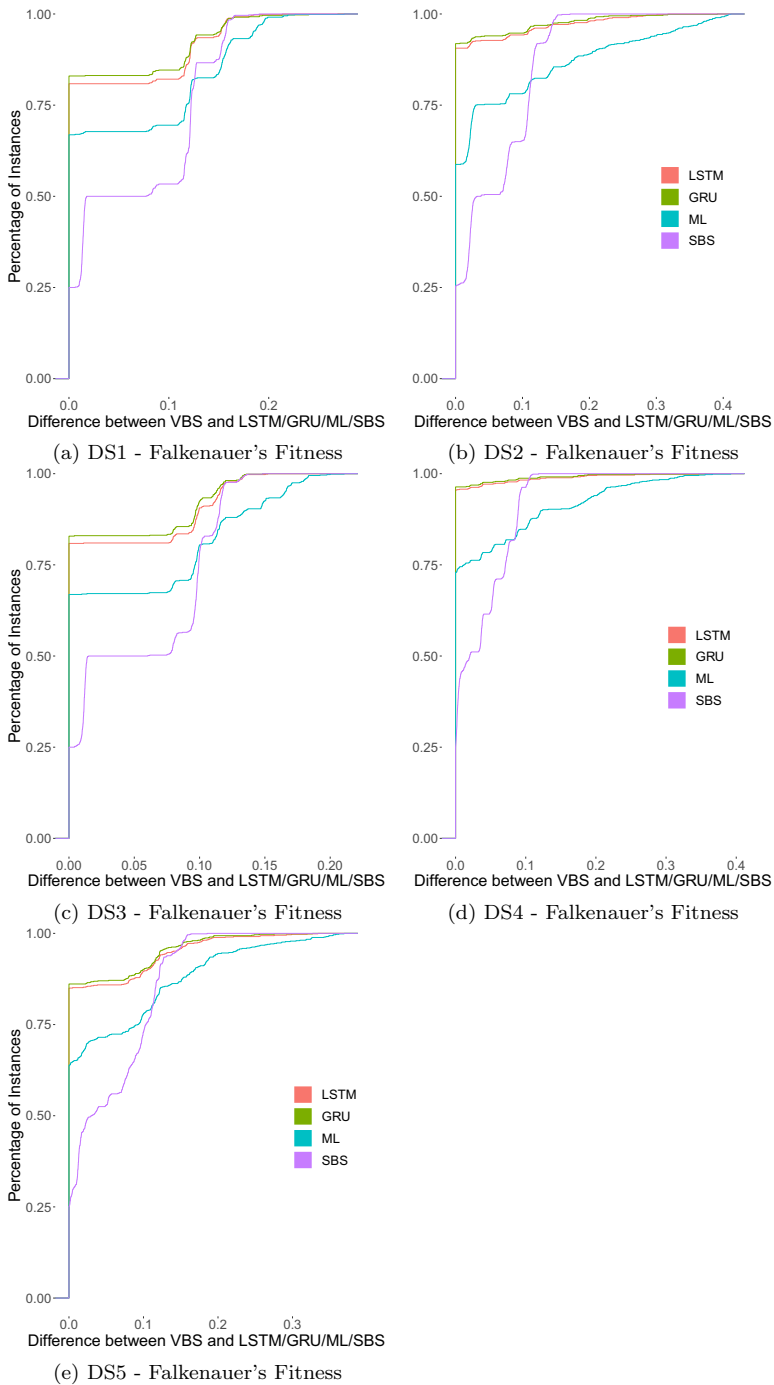 1.00
0.75
0.50
0.25
0.00
Percentage of Instances
0.0 0.1 0.2
Difference between VBS and LSTM/GRU/ML/SBS
(a) DS1 - Falkenauer's Fitness
1.00
0.75
0.50
0.25
0.00
LSTM
GRU
ML
SBS
0.0 0.1 0.2 0.3 0.4
Difference between VBS and LSTM/GRU/ML/SBS
(b) DS2 - Falkenauer's Fitness
1.00
0.75
0.50
0.25
0.00
Percentage of Instances
0.00 0.05 0.10 0.15 0.20
Difference between VBS and LSTM/GRU/ML/SBS
(c) DS3 - Falkenauer's Fitness
1.00
0.75
0.50
0.25
0.00
LSTM
GRU
ML
SBS
0.0 0.1 0.2 0.3 0.4
Difference between VBS and LSTM/GRU/ML/SBS
(d) DS4 - Falkenauer's Fitness
1.00
0.75
0.50
0.25
0.00
Percentage of Instances
LSTM
GRU
ML
SBS
0.0 0.1 0.2 0.3
Difference between VBS and LSTM/GRU/ML/SBS
(e) DS5 - Falkenauer's Fitness